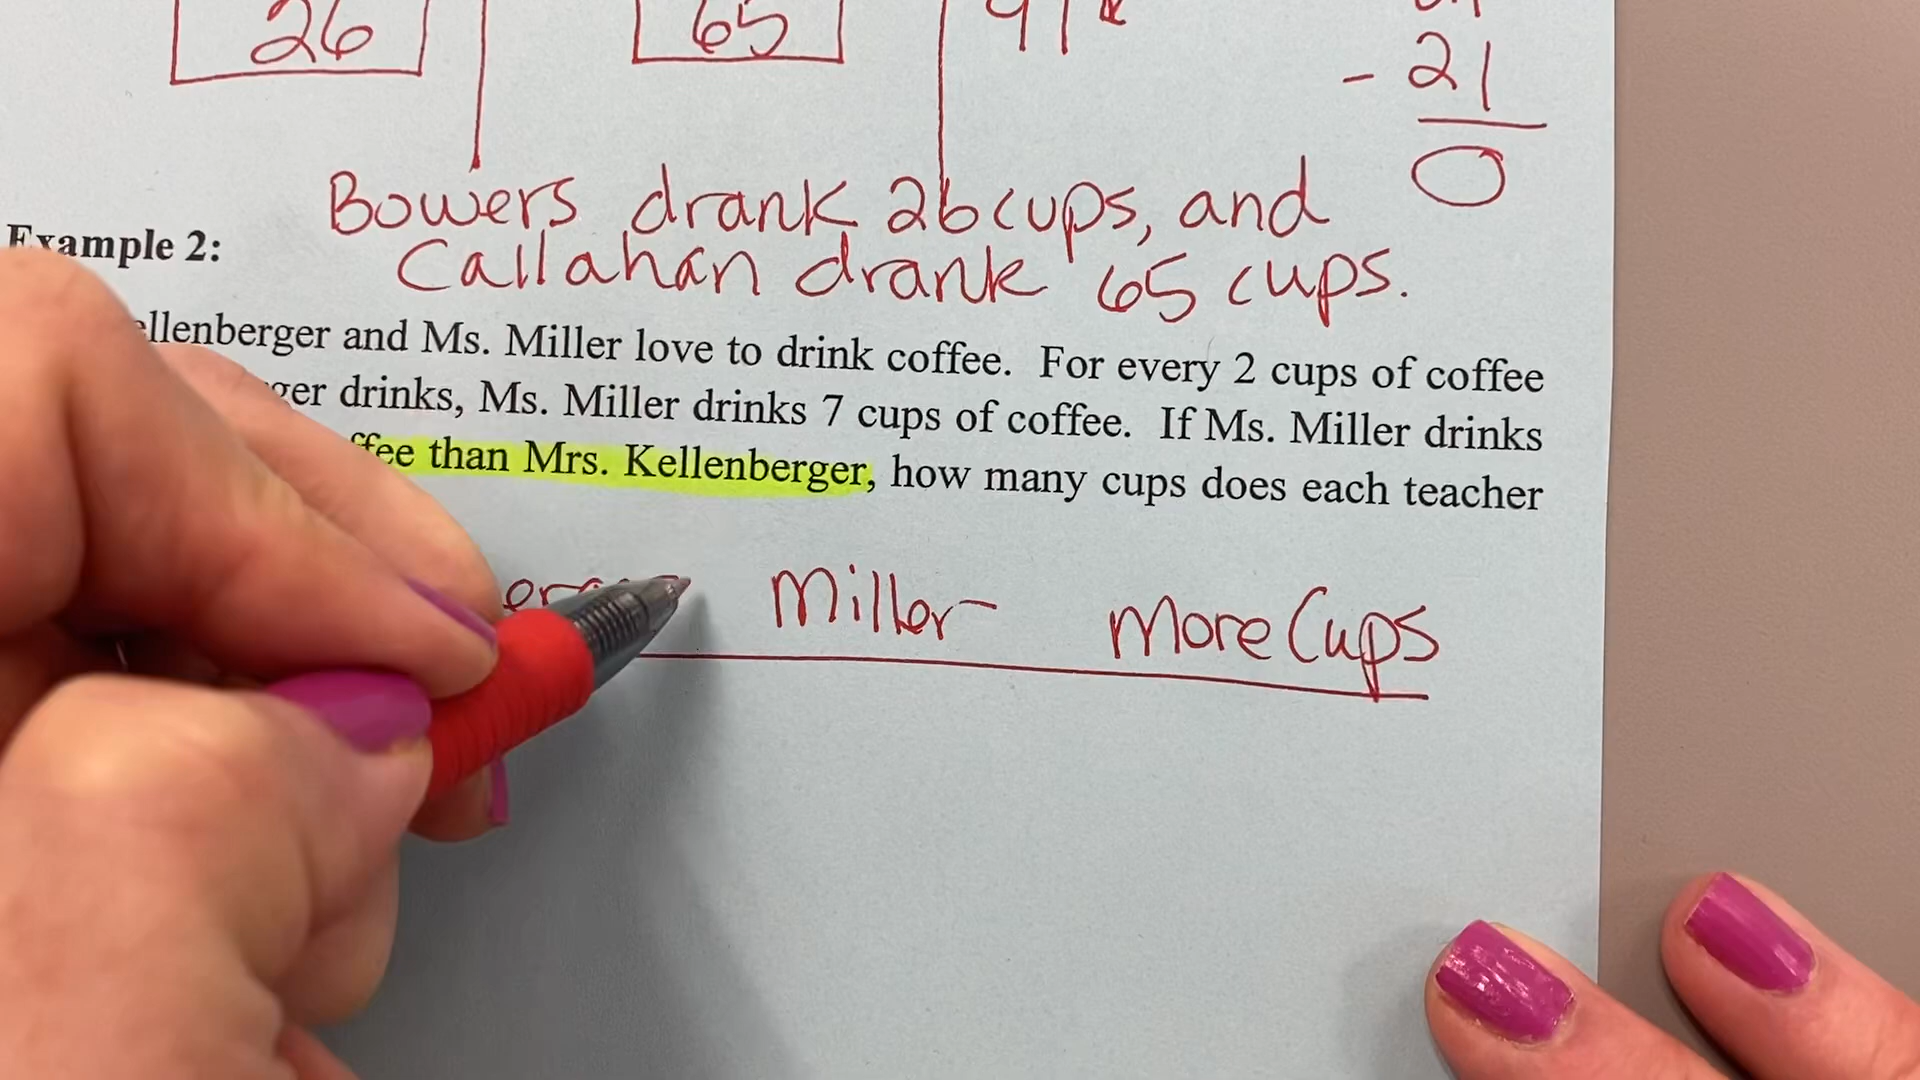 26 65 91
- 21
0
Bowers drank 26 cups, and
Callahan drank 65 cups.
Example 2:
ellenberger and Ms. Miller love to drink coffee. For every 2 cups of coffee
ger drinks, Ms. Miller drinks 7 cups of coffee. If Ms. Miller drinks
ffee than Mrs. Kellenberger, how many cups does each teacher
Miller More Cups